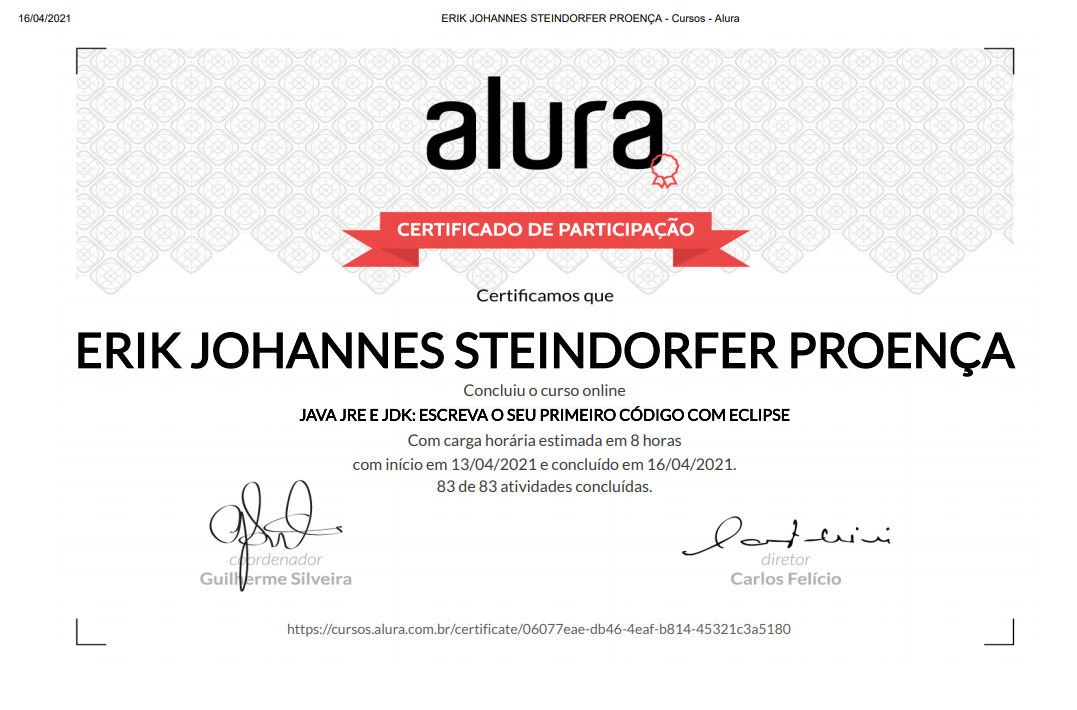 16/04/2021 ERIK JOHANNES STEINDORFER PROENÇA - Cursos - Alura
alura
CERTIFICADO DE PARTICIPAÇÃO
Certificamos que
ERIK JOHANNES STEINDORFER PROENÇA
Concluiu o curso online
JAVA JRE E JDK: ESCREVA O SEU PRIMEIRO CÓDIGO COM ECLIPSE
Com carga horária estimada em 8 horas
com início em 13/04/2021 e concluído em 16/04/2021.
83 de 83 atividades concluídas.
coordenador
Guilherme Silveira
diretor
Carlos Felício
https://cursos.alura.com.br/certificate/06077eae-db46-4eaf-b814-45321c3a5180